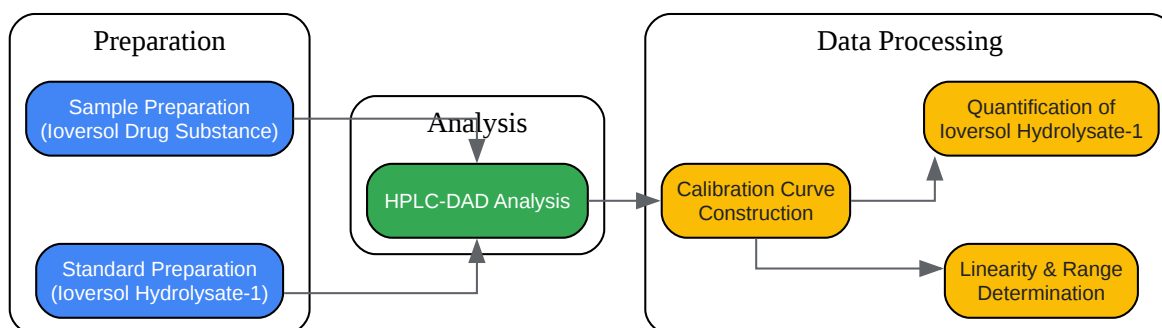 Preparation
Sample Preparation
(Ioversol Drug Substance)
Standard Preparation
(Ioversol Hydrolysate-1)
Analysis
HPLC-DAD Analysis
Data Processing
Calibration Curve
Construction
Quantification of
Ioversol Hydrolysate-1
Linearity & Range
Determination